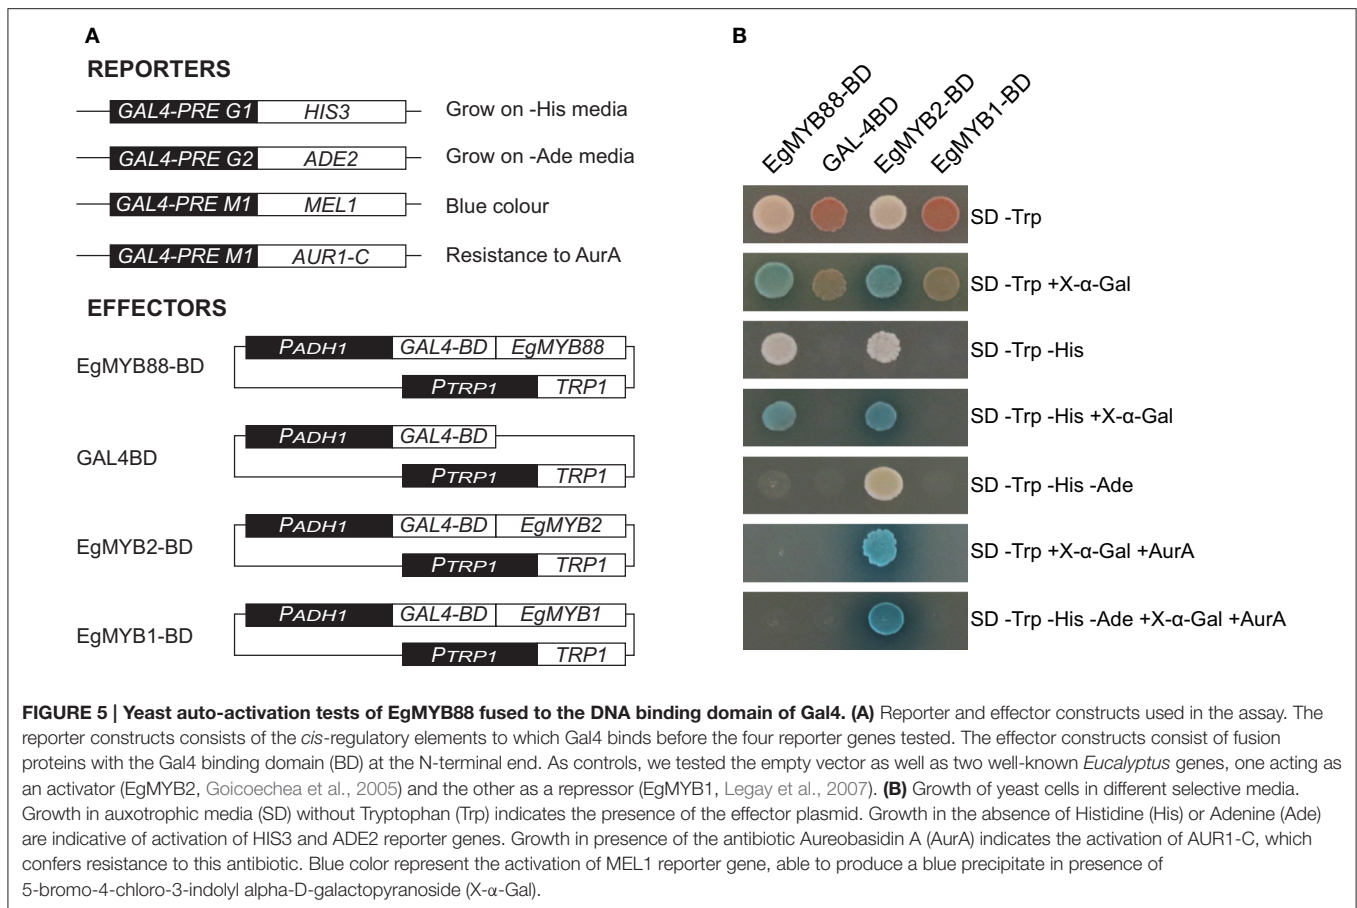 A
REPORTERS
GAL4-PRE G1 HIS3 Grow on -His media
GAL4-PRE G2 ADE2 Grow on -Ade media
GAL4-PRE M1 MEL1 Blue colour
GAL4-PRE M1 AUR1-C Resistance to AurA
EFFECTORS
EgMYB88-BD
PADH1 GAL4-BD EgMYB88
PTRP1 TRP1
GAL4BD
PADH1 GAL4-BD
PTRP1 TRP1
EgMYB2-BD
PADH1 GAL4-BD EgMYB2
PTRP1 TRP1
EgMYB1-BD
PADH1 GAL4-BD EgMYB1
PTRP1 TRP1
B
EgMYB88-BD
GAL-4BD
EgMYB2-BD
EgMYB1-BD
SD -Trp
SD -Trp +X-α-Gal
SD -Trp -His
SD -Trp -His +X-α-Gal
SD -Trp -His -Ade
SD -Trp +X-α-Gal +AurA
SD -Trp -His -Ade +X-α-Gal +AurA
FIGURE 5 | Yeast auto-activation tests of EgMYB88 fused to the DNA binding domain of Gal4. (A) Reporter and effector constructs used in the assay. The
reporter constructs consists of the cis-regulatory elements to which Gal4 binds before the four reporter genes tested. The effector constructs consist of fusion
proteins with the Gal4 binding domain (BD) at the N-terminal end. As controls, we tested the empty vector as well as two well-known Eucalyptus genes, one acting as
an activator (EgMYB2, Goicoechea et al., 2005) and the other as a repressor (EgMYB1, Legay et al., 2007). (B) Growth of yeast cells in different selective media.
Growth in auxotrophic media (SD) without Tryptophan (Trp) indicates the presence of the effector plasmid. Growth in the absence of Histidine (His) or Adenine (Ade)
are indicative of activation of HIS3 and ADE2 reporter genes. Growth in presence of the antibiotic Aureobasidin A (AurA) indicates the activation of AUR1-C, which
confers resistance to this antibiotic. Blue color represent the activation of MEL1 reporter gene, able to produce a blue precipitate in presence of
5-bromo-4-chloro-3-indolyl alpha-D-galactopyranoside (X-α-Gal).